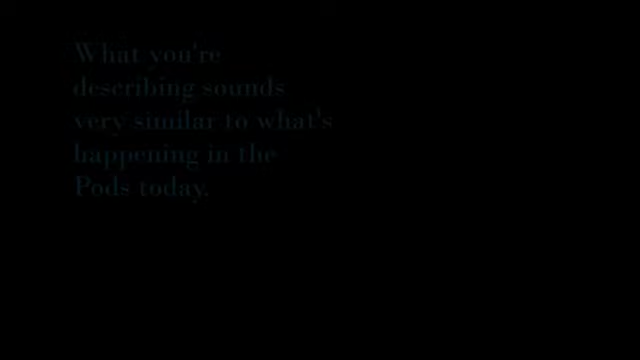 What you're
describing sounds
very similar to what's
happening in the
Pods today.